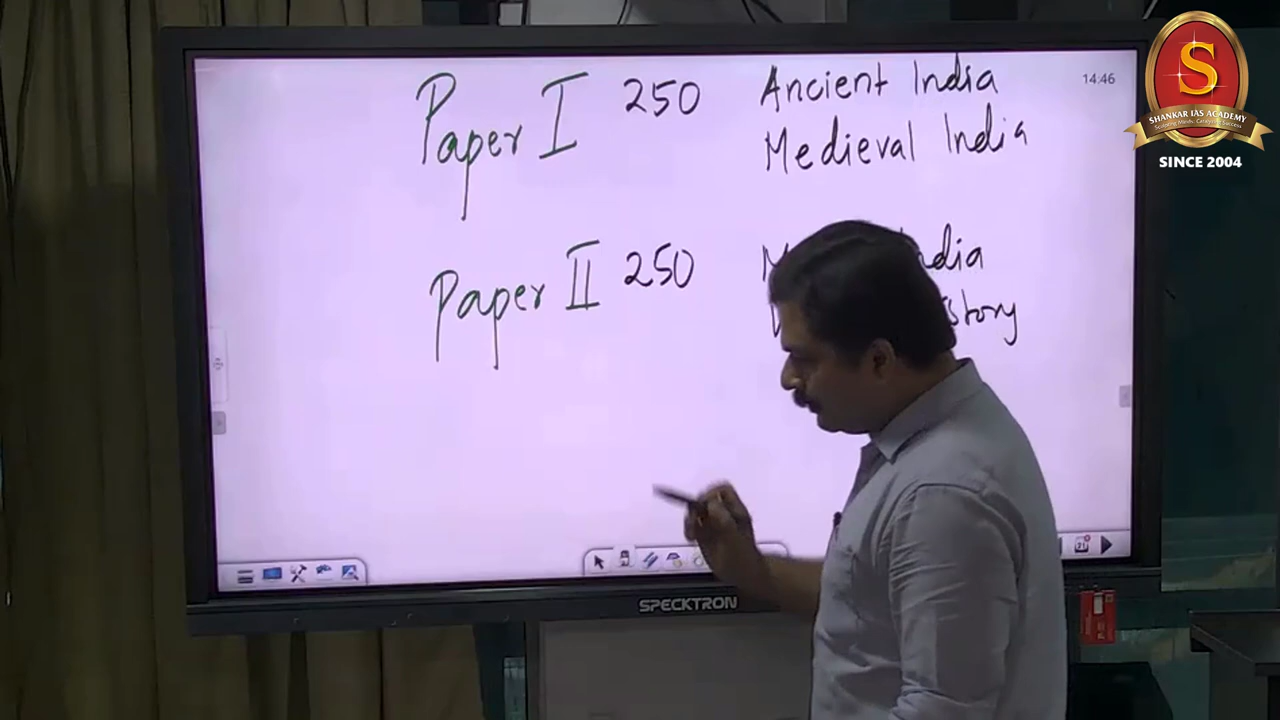 Paper I 250 Ancient India
Medieval India
Paper II 250
14:46
S
SHANKAR IAS ACADEMY
SINCE 2004
SPECKTRON